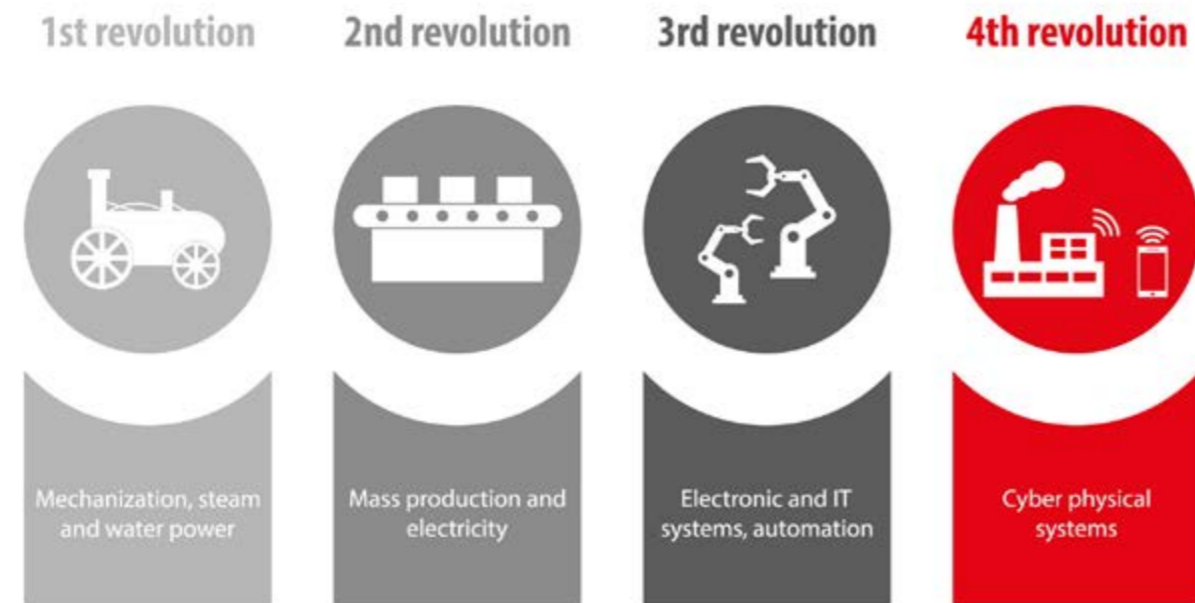 1st revolution
2nd revolution
3rd revolution
4th revolution
Mechanization, steam
and water power
Mass production and
electricity
Electronic and IT
systems, automation
Cyber physical
systems